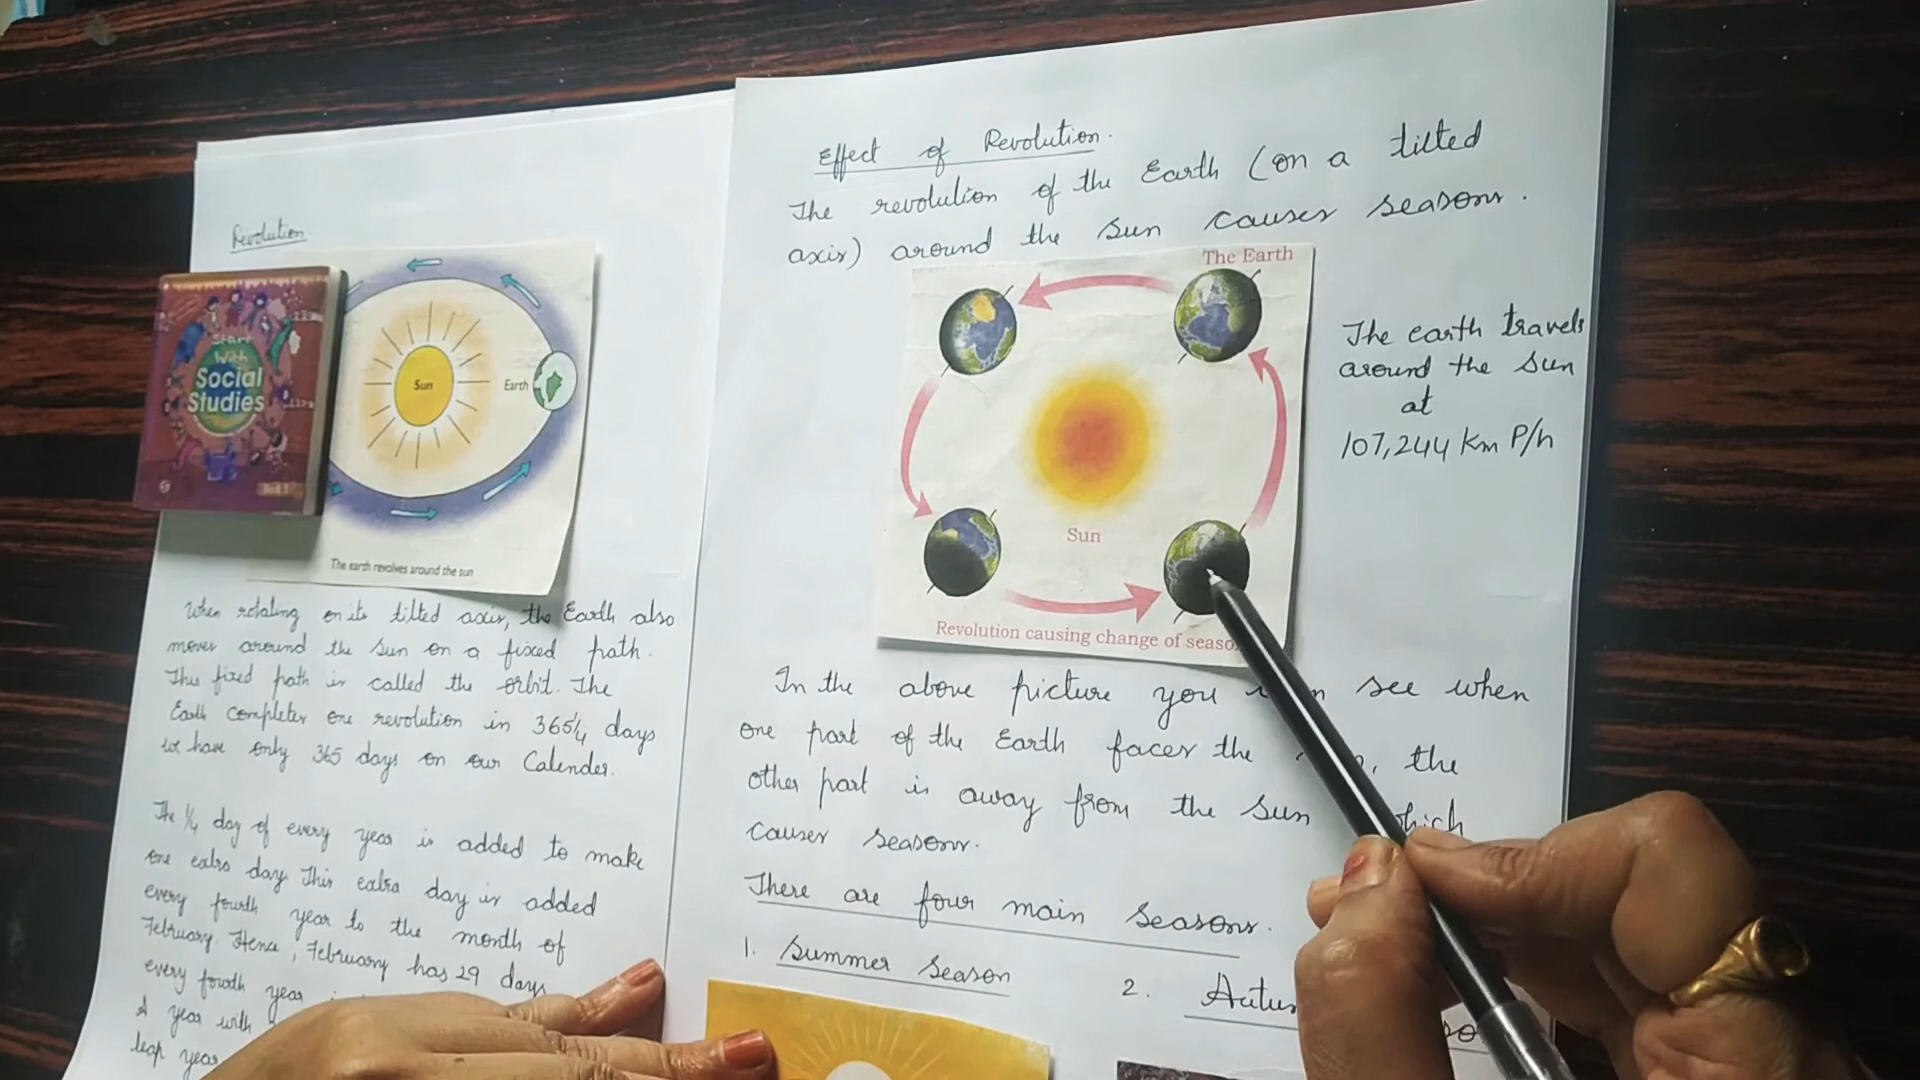 Revolution.
Start
With
Social
Studies
Sun
Earth
The earth revolves around the sun
When rotating on its tilted axis, the Earth also
moves around the sun on a fixed path.
This fixed path is called the orbit. The
Earth completes one revolution in 365¼ days
we have only 365 days on our Calender.
The ¼ day of every year is added to make
one extra day. This extra day is added
every fourth year to the month of
February. Hence, February has 29 days
every fourth year
A year with
leap year
Effect of Revolution.
The revolution of the Earth (on a tilted
axis) around the sun causes seasons.
The Earth
Sun
Revolution causing change of
The earth travels
around the sun
at
107,244 Km P/h
In the above picture you see when
one part of the Earth faces the the
other part is away from the sun which
causes seasons.
There are four main seasons.
1. Summer Season
2.